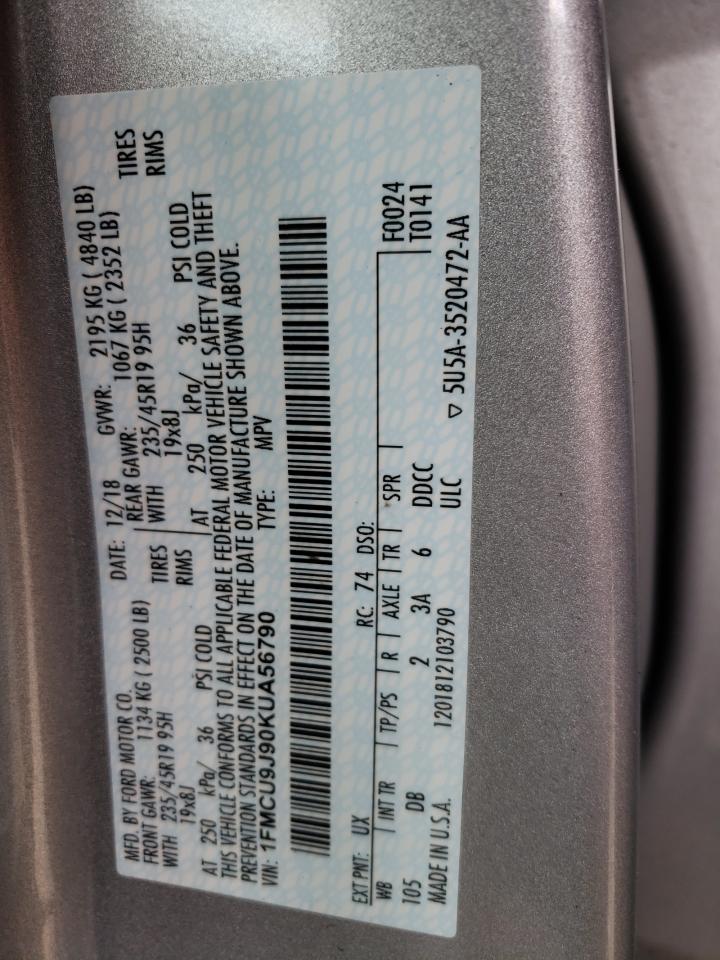 MFD. BY FORD MOTOR CO. DATE: 12/18 GVWR: 2195 KG ( 4840 LB)
FRONT GAWR: 1134 KG ( 2500 LB) REAR GAWR: 1067 KG ( 2352 LB)
WITH 235/45R19 95H TIRES WITH 235/45R19 95H TIRES
19x8J RIMS 19x8J RIMS
AT 250 kPa/ 36 PSI COLD AT 250 kPa/ 36 PSI COLD
THIS VEHICLE CONFORMS TO ALL APPLICABLE FEDERAL MOTOR VEHICLE SAFETY AND THEFT
PREVENTION STANDARDS IN EFFECT ON THE DATE OF MANUFACTURE SHOWN ABOVE.
VIN: 1FMCU9J90KUA56790 TYPE: MPV
EXT PNT: UX RC: 74 DSO:
WB INT TR TP/PS R AXLE TR SPR F0024
T0141
105 DB 2 3A 6 DDCC
ULC
MADE IN U.S.A. 1201812103790 ▽ 5U5A-3520472-AA